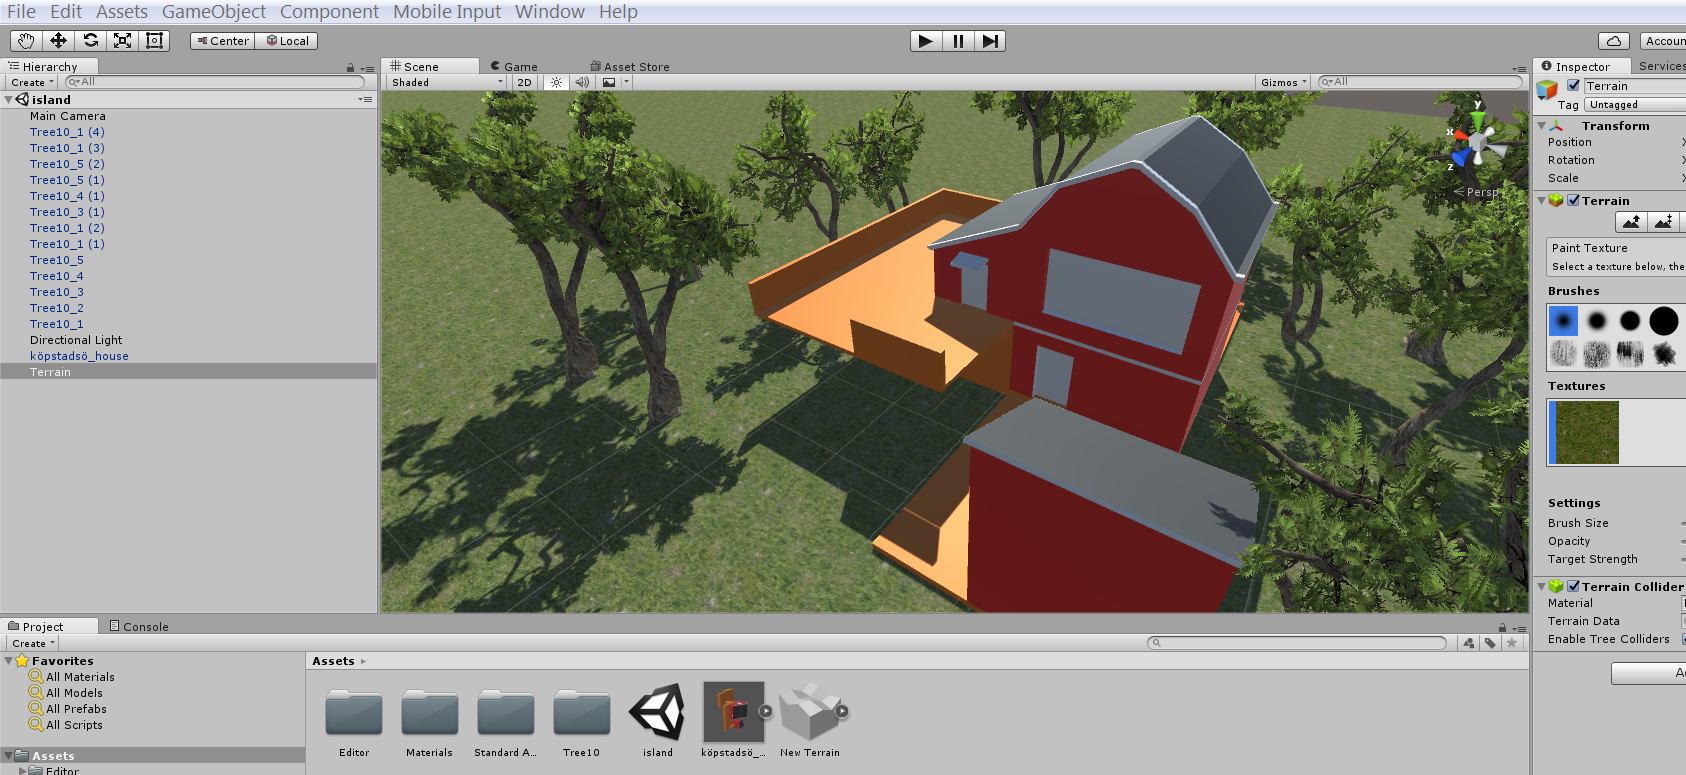 File Edit Assets GameObject Component Mobile Input Window Help
Center Local
Accoun
Hierarchy
Create
All
island
Main Camera
Tree10_1 (4)
Tree10_1 (3)
Tree10_5 (2)
Tree10_5 (1)
Tree10_4 (1)
Tree10_3 (1)
Tree10_1 (2)
Tree10_1 (1)
Tree10_5
Tree10_4
Tree10_3
Tree10_2
Tree10_1
Directional Light
köpstadsö_house
Terrain
Scene Game Asset Store
Shaded 2D Gizmos All
y
x
z
Persp
Inspector Services
Terrain
Tag Untagged
Transform
Position X
Rotation X
Scale X
Terrain
Paint Texture
Select a texture below, the
Brushes
Textures
Settings
Brush Size
Opacity
Target Strength
Terrain Collider
Material
Terrain Data
Enable Tree Colliders
Project Console
Create
Favorites
All Materials
All Models
All Prefabs
All Scripts
Assets
Editor
Assets
Editor Materials Standard A... Tree10 island köpstadsö_... New Terrain